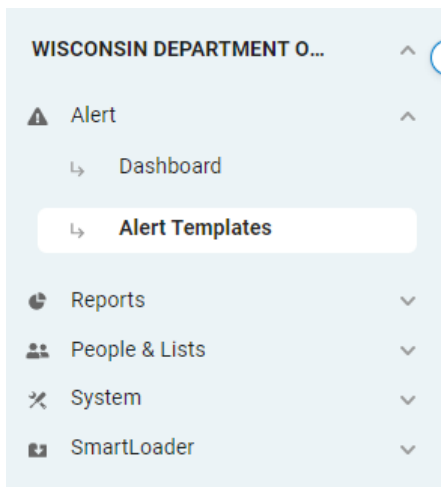 WISCONSIN DEPARTMENT O...
Alert
Dashboard
Alert Templates
Reports
People & Lists
System
SmartLoader